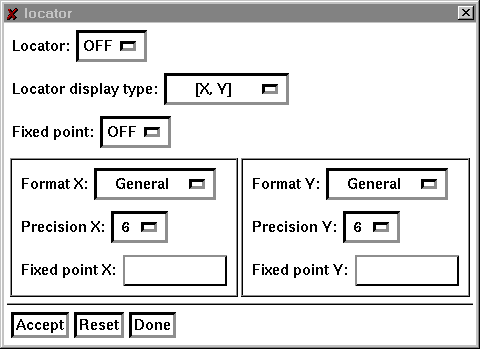 locator
Locator: OFF
Locator display type: [X, Y]
Fixed point: OFF
Format X: General
Precision X: 6
Fixed point X:
Format Y: General
Precision Y: 6
Fixed point Y:
Accept Reset Done